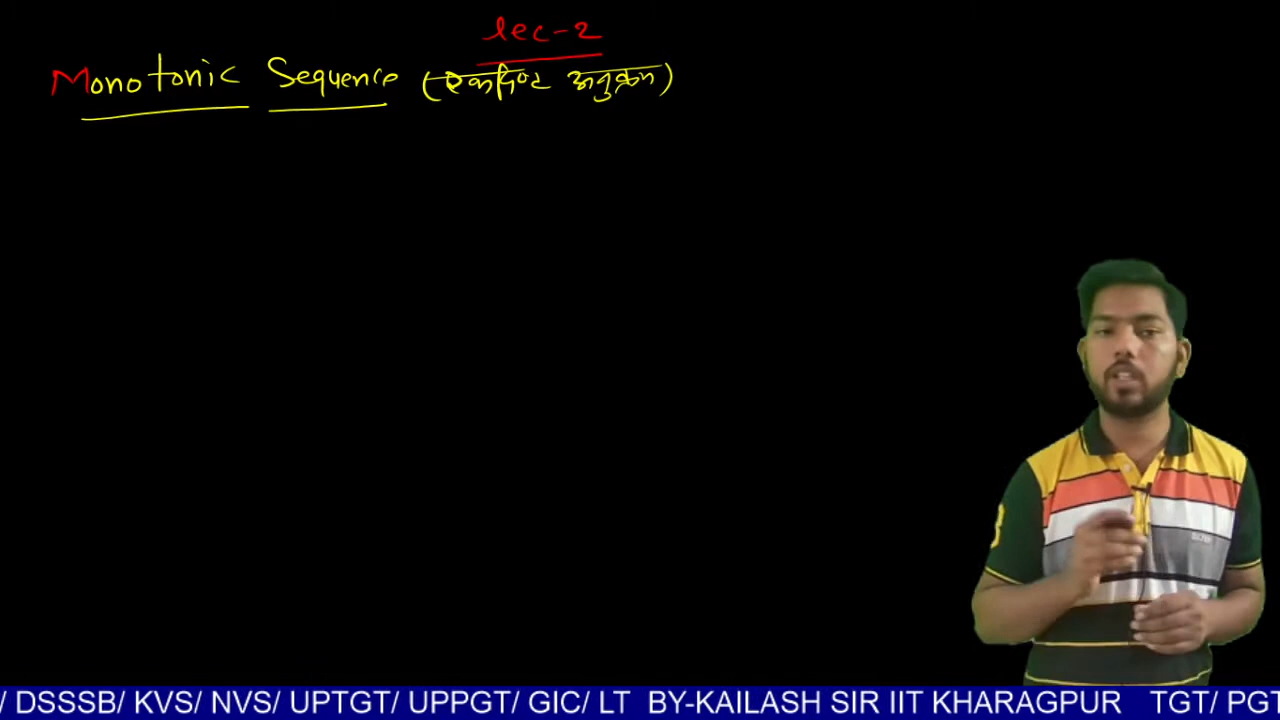 lec-2
Monotonic Sequence (एकदिष्ट अनुक्रम)
/ DSSSB/ KVS/ NVS/ UPTGT/ UPPGT/ GIC/ LT BY-KAILASH SIR IIT KHARAGPUR TGT/ PGT